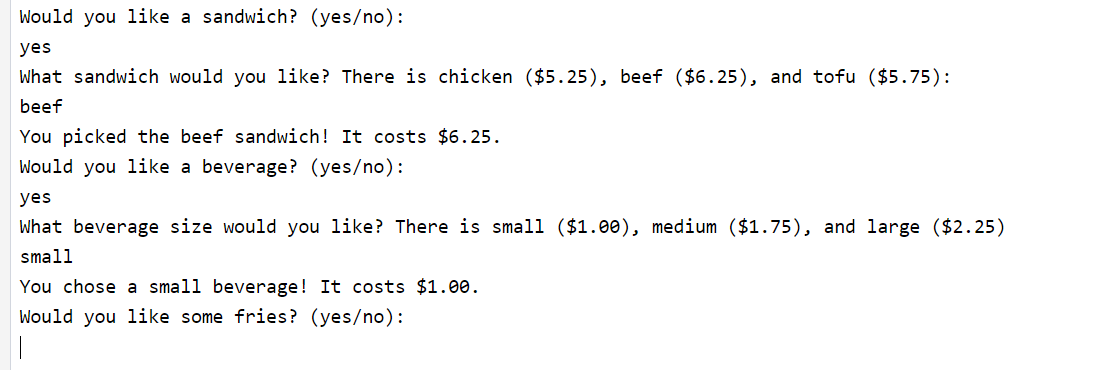 Would you like a sandwich? (yes/no):
yes
What sandwich would you like? There is chicken ($5.25), beef ($6.25), and tofu ($5.75):
beef
You picked the beef sandwich! It costs $6.25.
Would you like a beverage? (yes/no):
yes
What beverage size would you like? There is small ($1.00), medium ($1.75), and large ($2.25)
small
You chose a small beverage! It costs $1.00.
Would you like some fries? (yes/no):